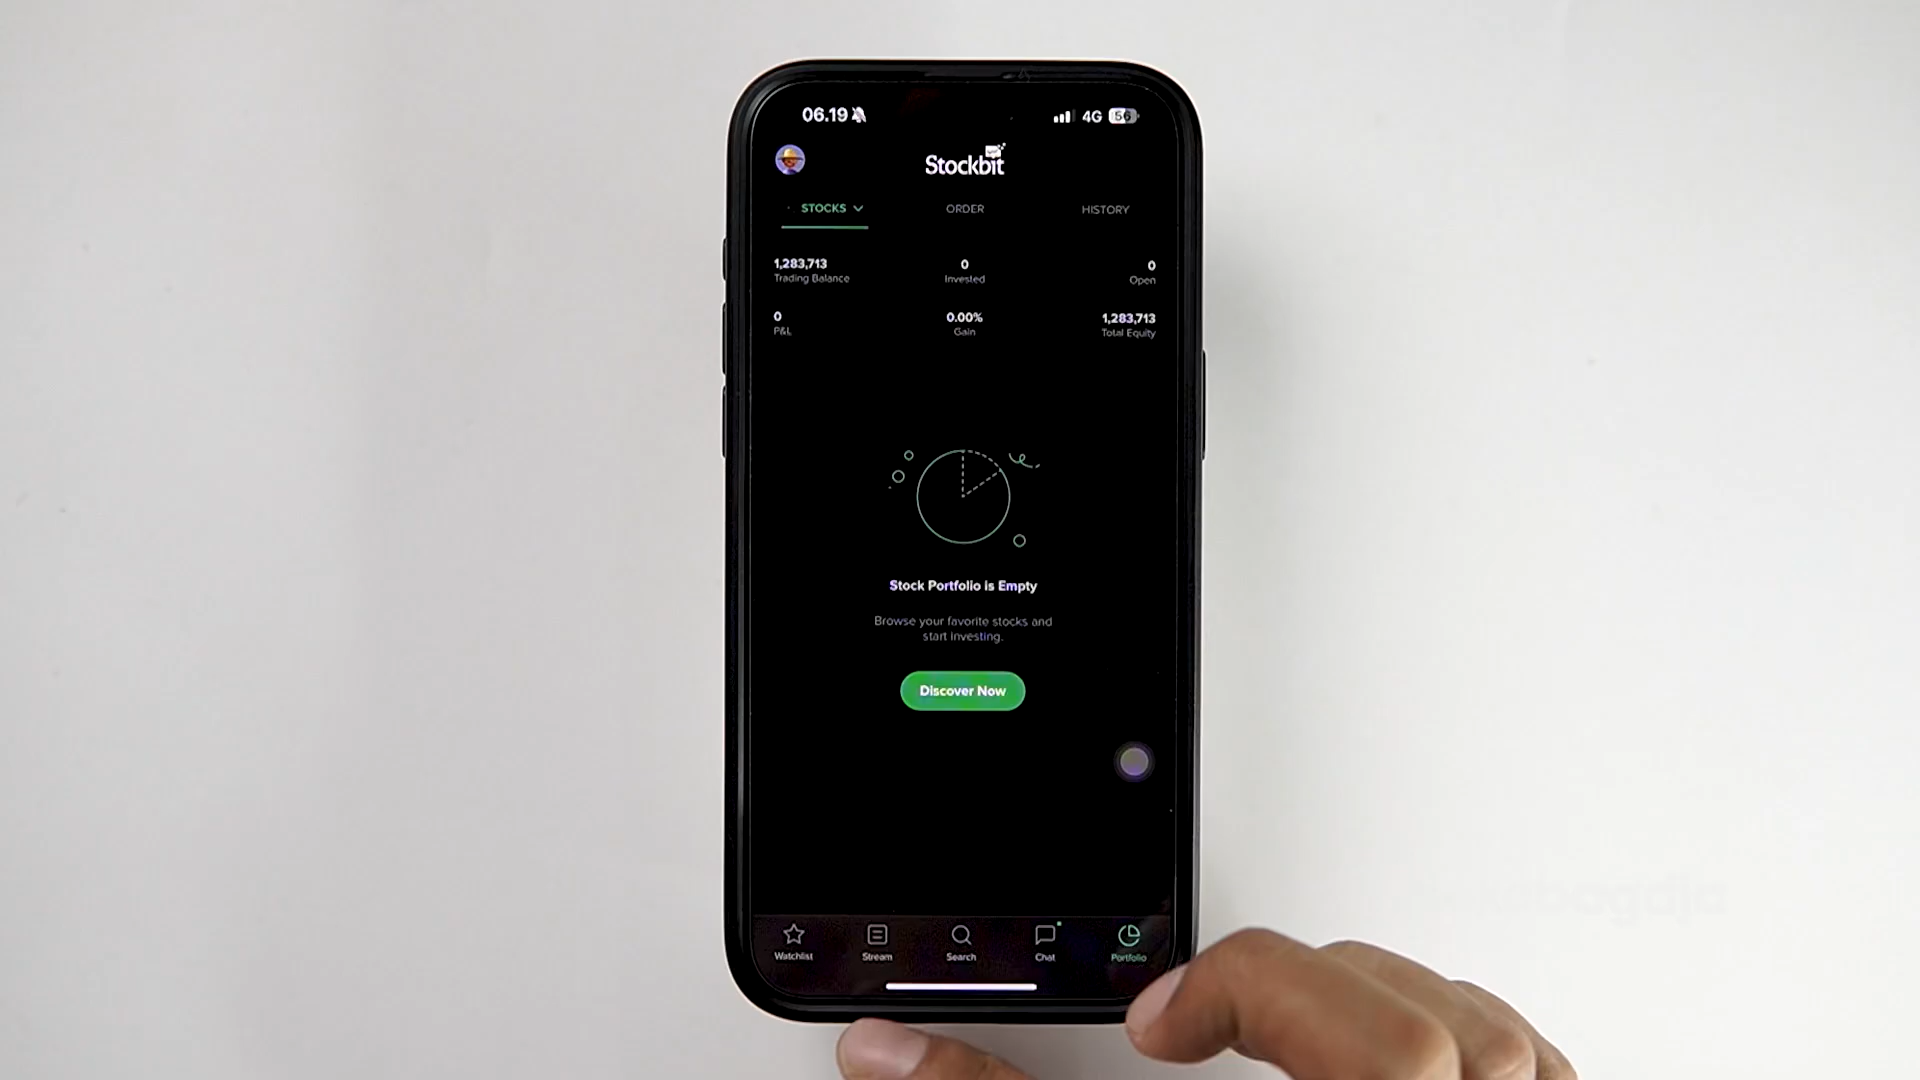 06.19
4G
56
Stockbit
STOCKS
ORDER
HISTORY
1,283,713
Trading Balance
0
Invested
0
Open
0
P&L
0.00%
Gain
1,283,713
Total Equity
Stock Portfolio is Empty
Browse your favorite stocks and
start investing.
Discover Now
Watchlist
Stream
Search
Chat
Portfolio